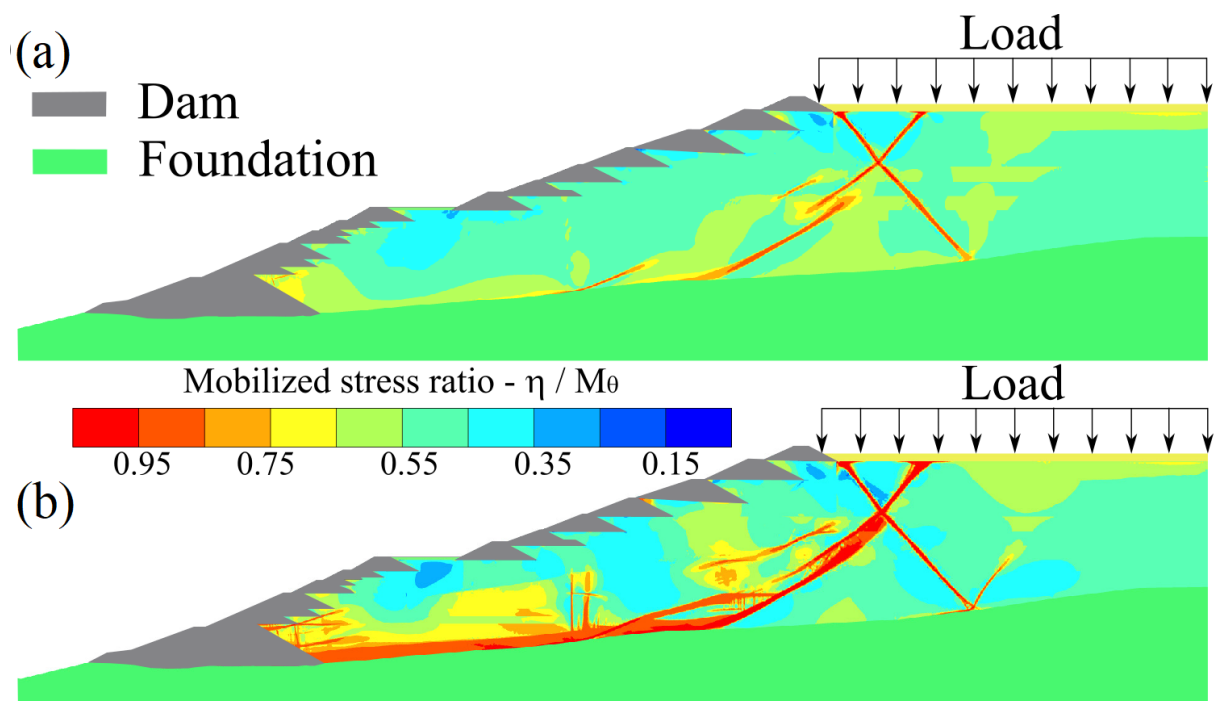 (a)
Load
Dam
Foundation
Mobilized stress ratio - η / Mθ
0.95 0.75 0.55 0.35 0.15
Load
(b)